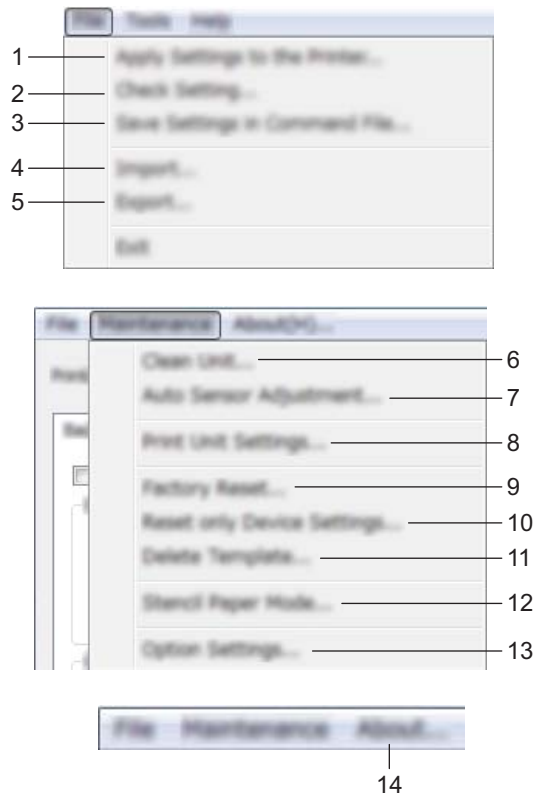 File Tools Help
1 Apply Settings to the Printer...
2 Check Setting...
3 Save Settings in Command File...
4 Import...
5 Export...
Exit
File Maintenance About(H)...
Clean Unit... 6
Auto Sensor Adjustment... 7
Print Unit Settings... 8
Factory Reset... 9
Reset only Device Settings... 10
Delete Template... 11
Stencil Paper Mode... 12
Option Settings... 13
File Maintenance About...
14